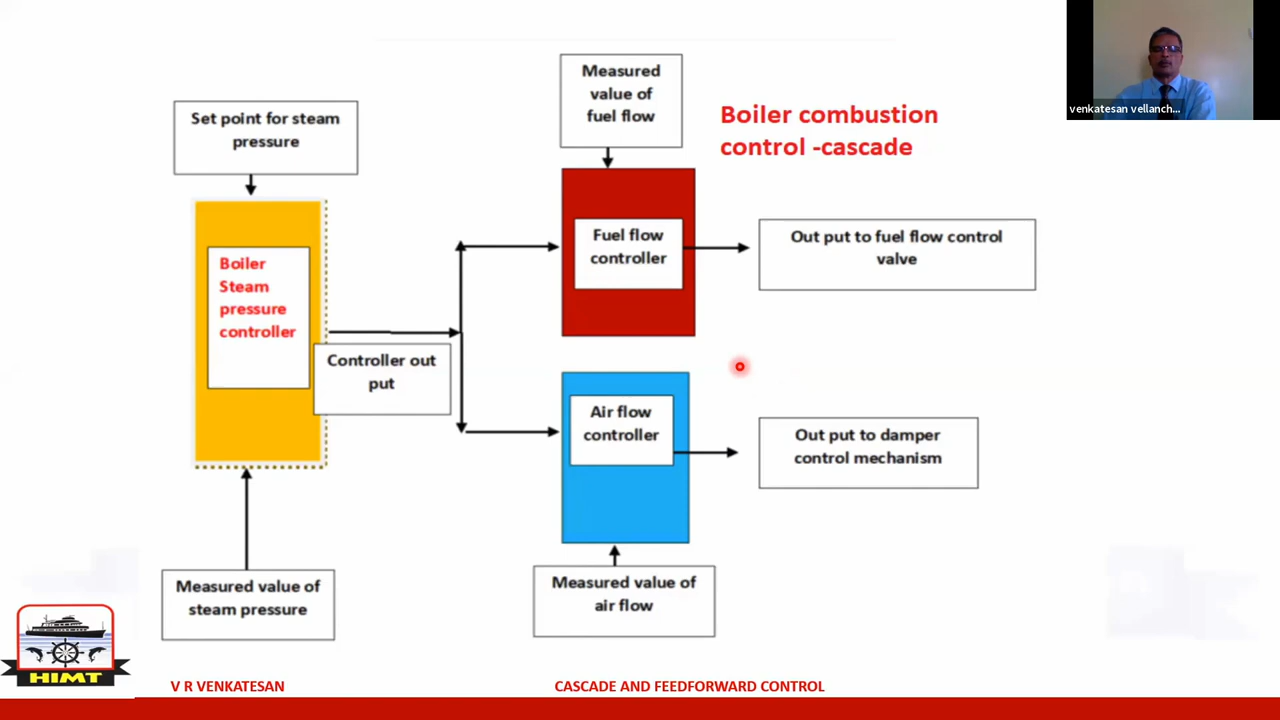 venkatesan vellanch...
Boiler combustion
control -cascade
Set point for steam
pressure
Measured
value of
fuel flow
Boiler
Steam
pressure
controller
Fuel flow
controller
Out put to fuel flow control
valve
Controller out
put
Air flow
controller
Out put to damper
control mechanism
Measured value of
steam pressure
Measured value of
air flow
HIMT
V R VENKATESAN
CASCADE AND FEEDFORWARD CONTROL